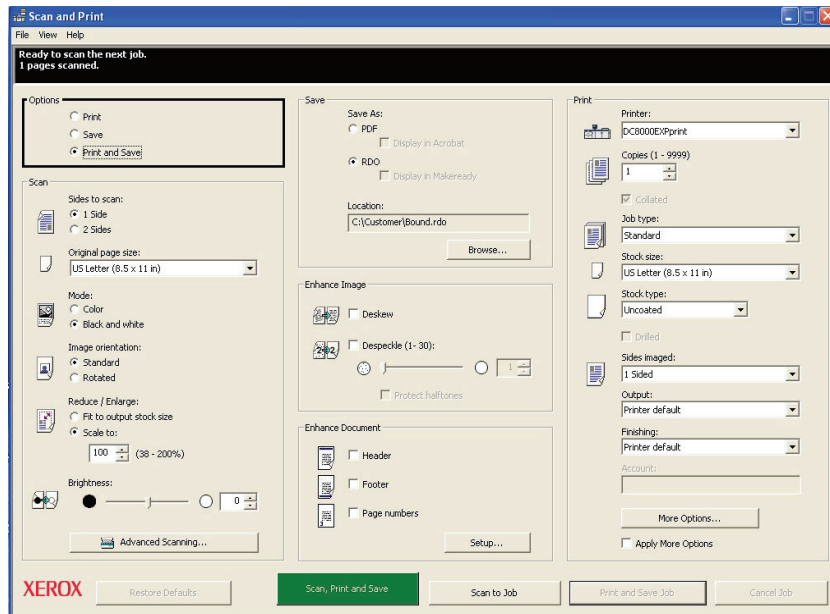 Scan and Print
File View Help
Ready to scan the next job.
1 pages scanned.
Options
Print
Save
Print and Save
Scan
Sides to scan:
1 Side
2 Sides
Original page size:
US Letter (8.5 x 11 in)
Mode:
Color
Black and white
Image orientation:
Standard
Rotated
Reduce / Enlarge:
Fit to output stock size
Scale to:
100 (38 - 200%)
Brightness:
0
Advanced Scanning...
Save
Save As:
PDF
Display in Acrobat
RDO
Display in Makeready
Location:
C:\Customer\Bound.rdo
Browse...
Enhance Image
Deskew
Despeckle (1- 30):
1
Protect halftones
Enhance Document
Header
Footer
Page numbers
Setup...
Print
Printer:
DC8000EXPprint
Copies (1 - 9999)
1
Collated
Job type:
Standard
Stock size:
US Letter (8.5 x 11 in)
Stock type:
Uncoated
Drilled
Sides imaged:
1 Sided
Output:
Printer default
Finishing:
Printer default
Account:
More Options...
Apply More Options
XEROX
Restore Defaults
Scan, Print and Save
Scan to Job
Print and Save Job
Cancel Job